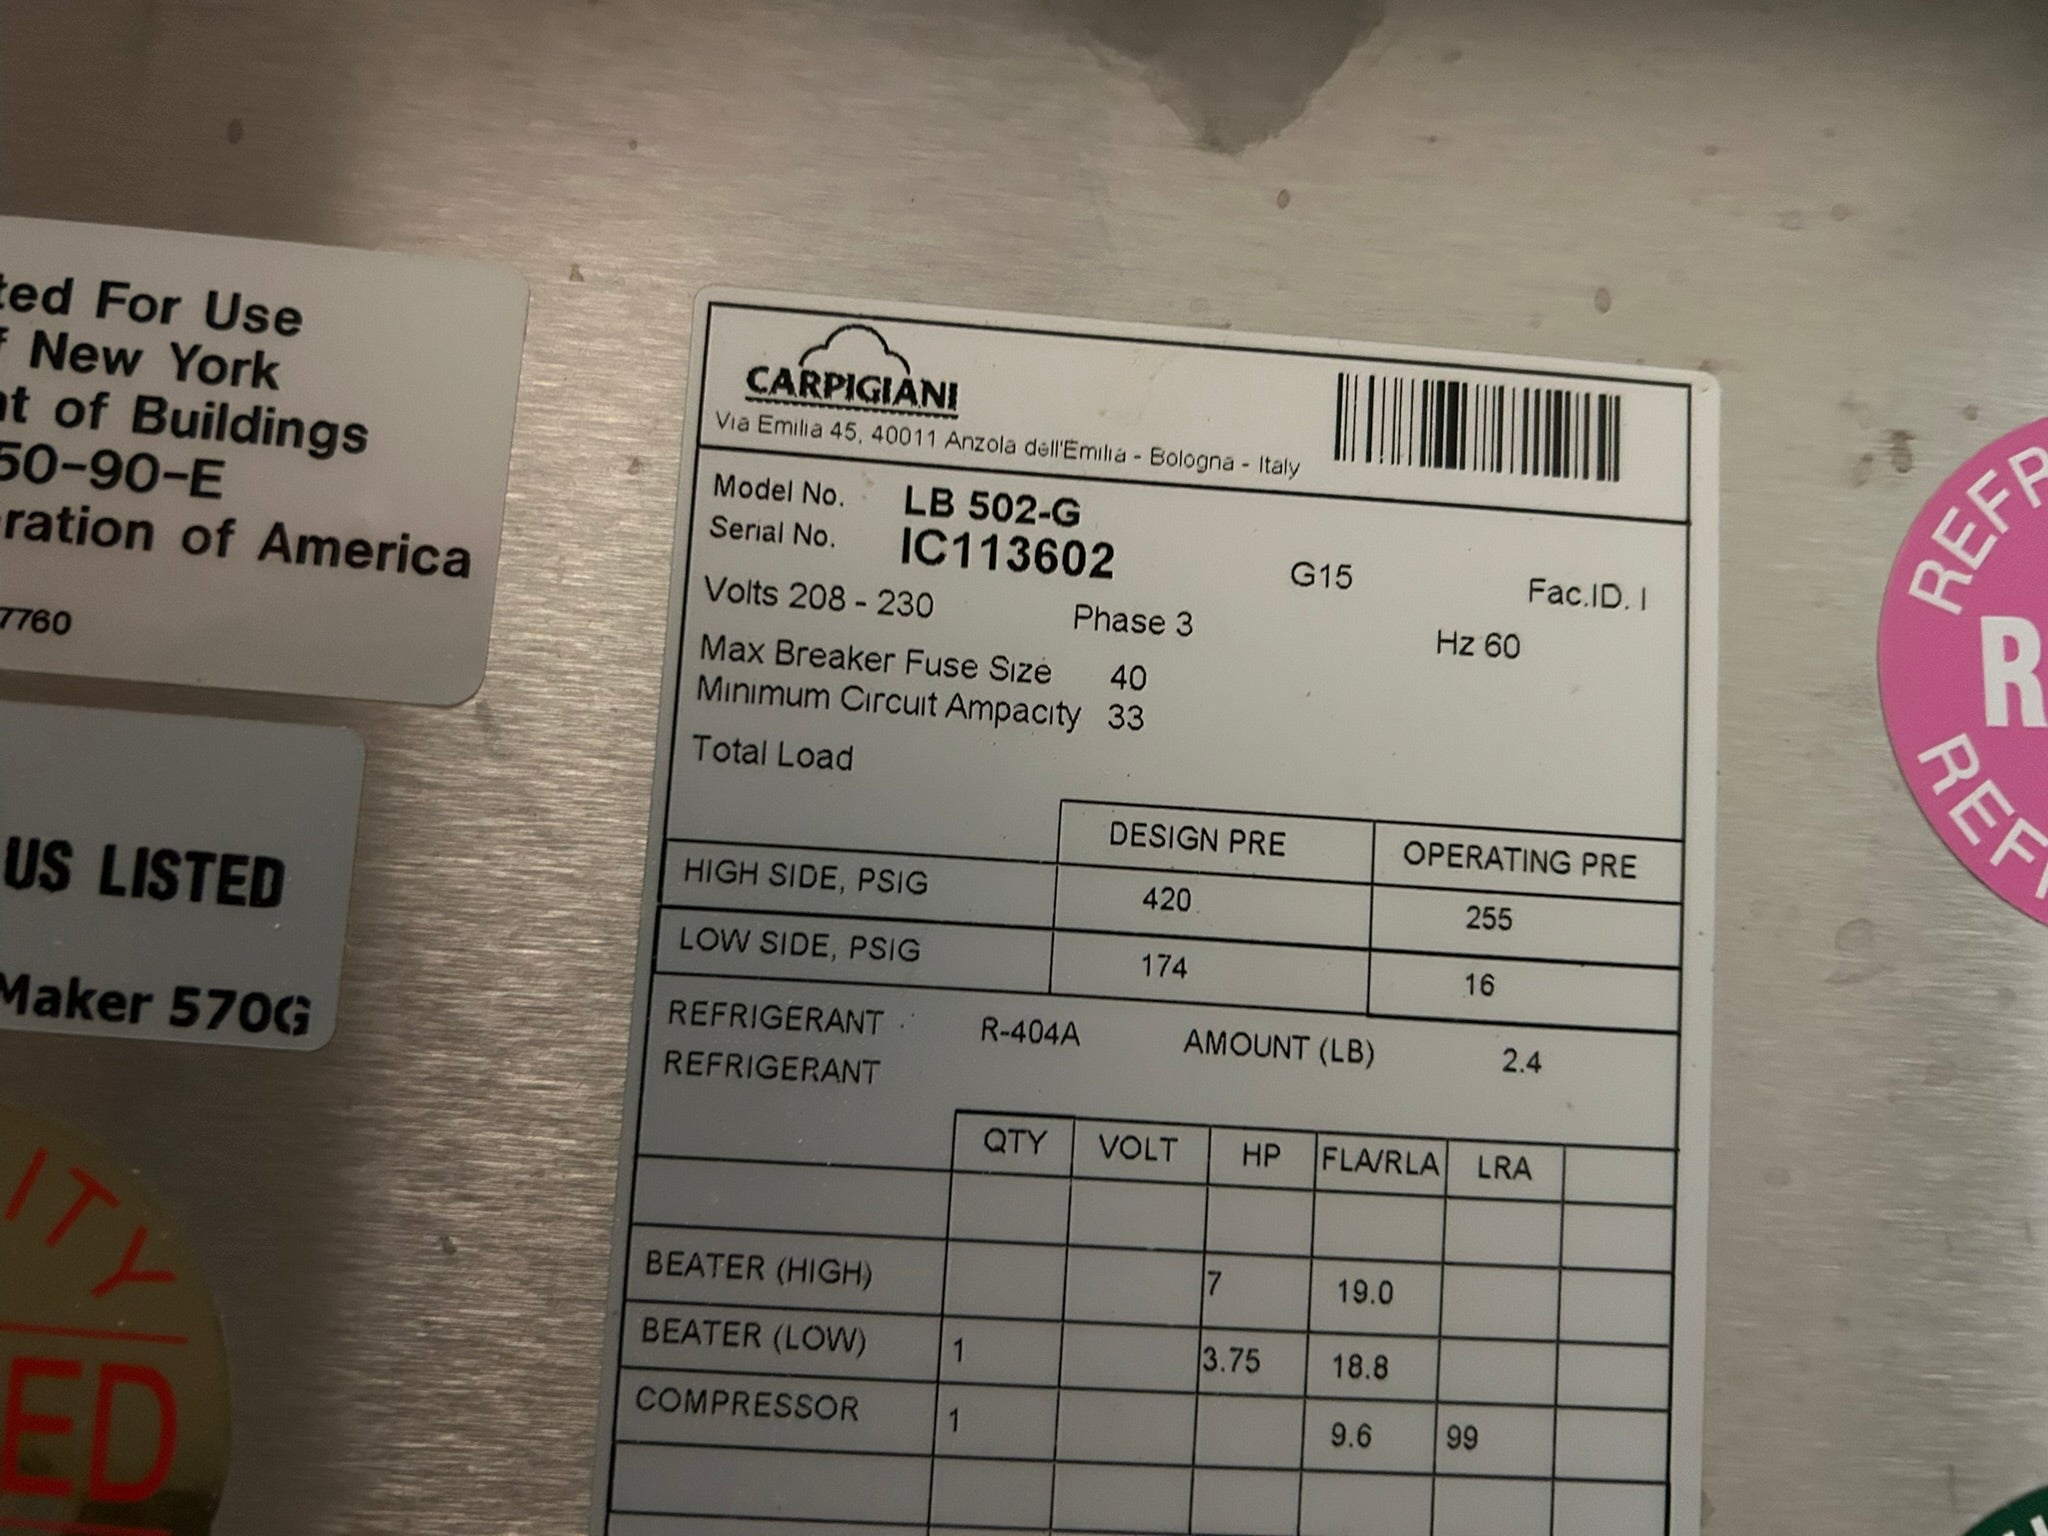 ted For Use
f New York
nt of Buildings
50-90-E
ration of America
7760
US LISTED
Maker 570G
ITY
ED
CARPIGIANI
Via Emilia 45, 40011 Anzola dell'Emilia - Bologna - Italy
Model No. LB 502-G
Serial No. IC113602 G15 Fac.ID. I
Volts 208 - 230 Phase 3 Hz 60
Max Breaker Fuse Size 40
Minimum Circuit Ampacity 33
Total Load
DESIGN PRE OPERATING PRE
HIGH SIDE, PSIG 420 255
LOW SIDE, PSIG 174 16
REFRIGERANT R-404A AMOUNT (LB) 2.4
REFRIGERANT
QTY VOLT HP FLA/RLA LRA
BEATER (HIGH) 7 19.0
BEATER (LOW) 1 3.75 18.8
COMPRESSOR 1 9.6 99
REFR
R
REFR